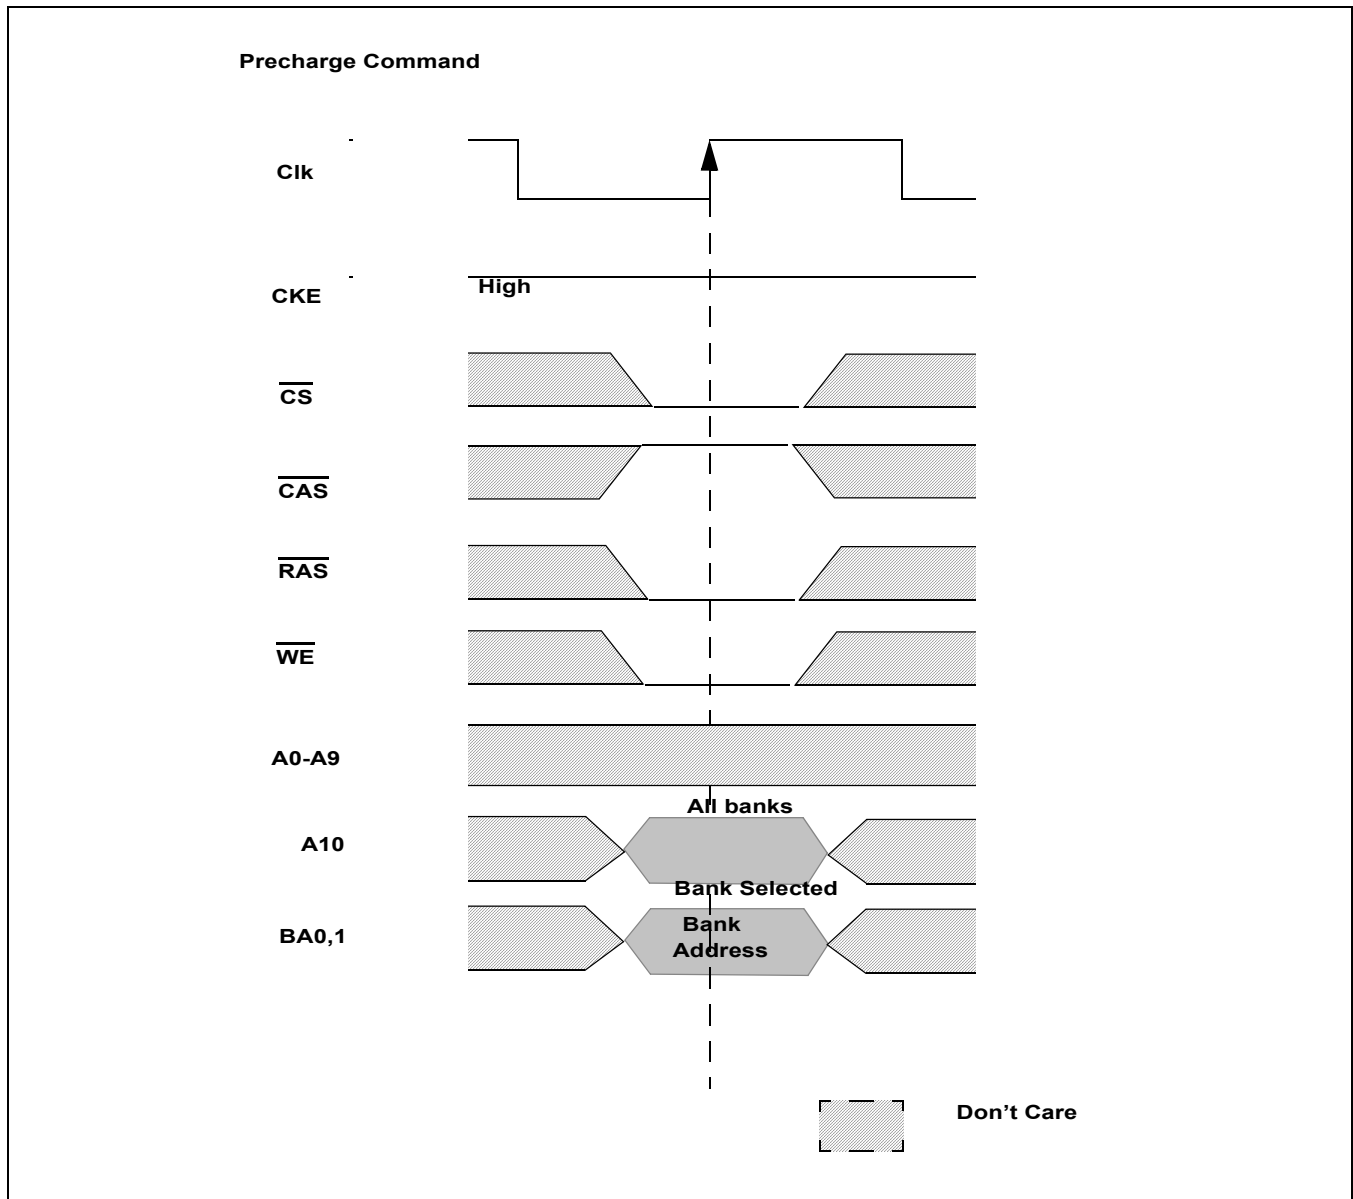 Precharge Command
Clk
CKE
High
CS
CAS
RAS
WE
A0-A9
All banks
A10
Bank Selected
BA0,1
Bank
Address
Don't Care